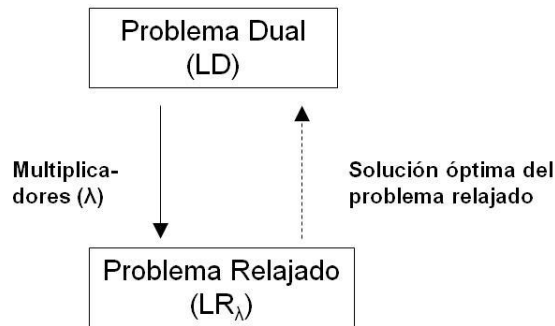 Problema Dual
(LD)
Multiplica-
dores (λ)
Solución óptima del
problema relajado
Problema Relajado
(LRλ)